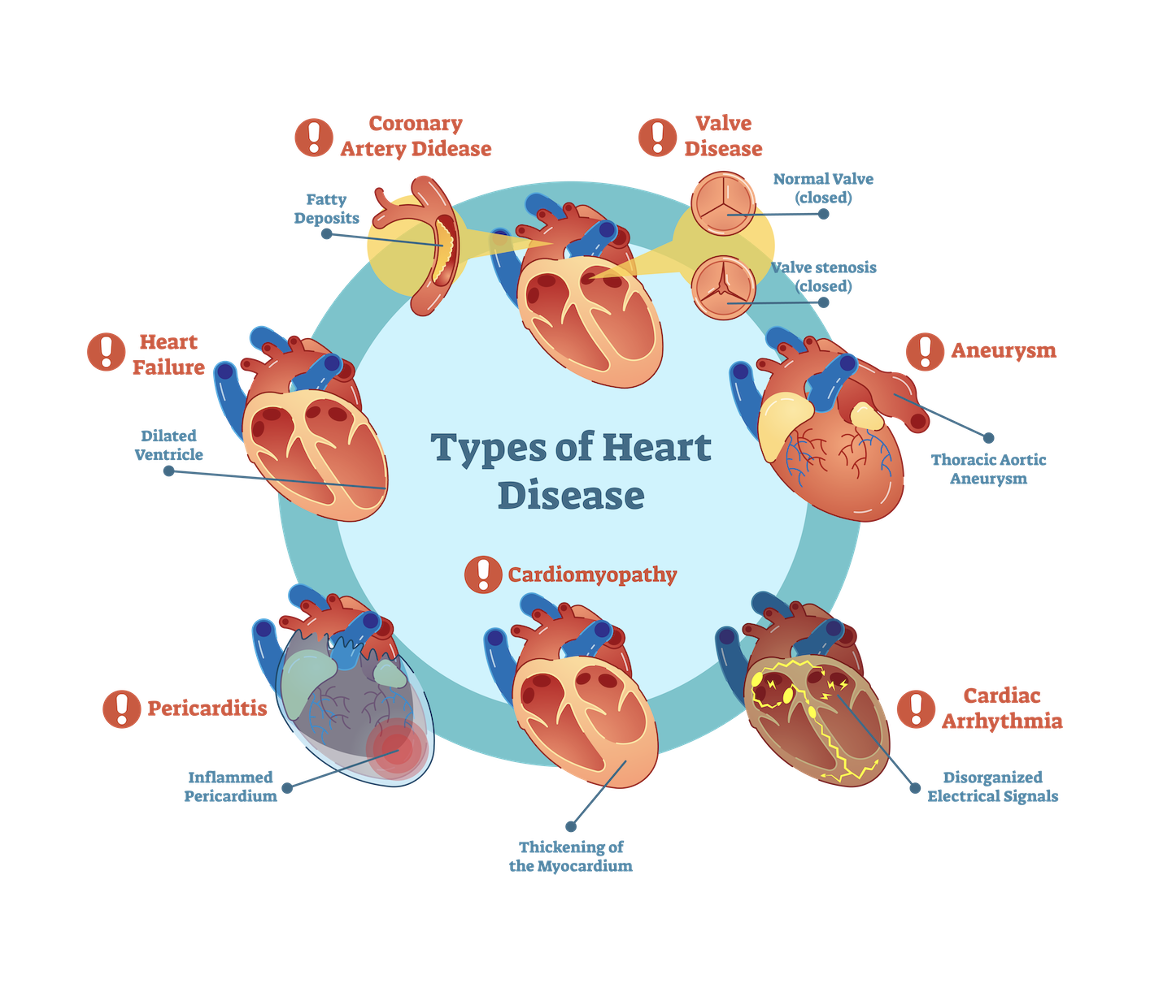 Coronary
Artery Didease
Valve
Disease
Fatty
Deposits
Normal Valve
(closed)
Valve stenosis
(closed)
Heart
Failure
Aneurysm
Dilated
Ventricle
Types of Heart
Disease
Thoracic Aortic
Aneurysm
Cardiomyopathy
Pericarditis
Cardiac
Arrhythmia
Inflammed
Pericardium
Disorganized
Electrical Signals
Thickening of
the Myocardium